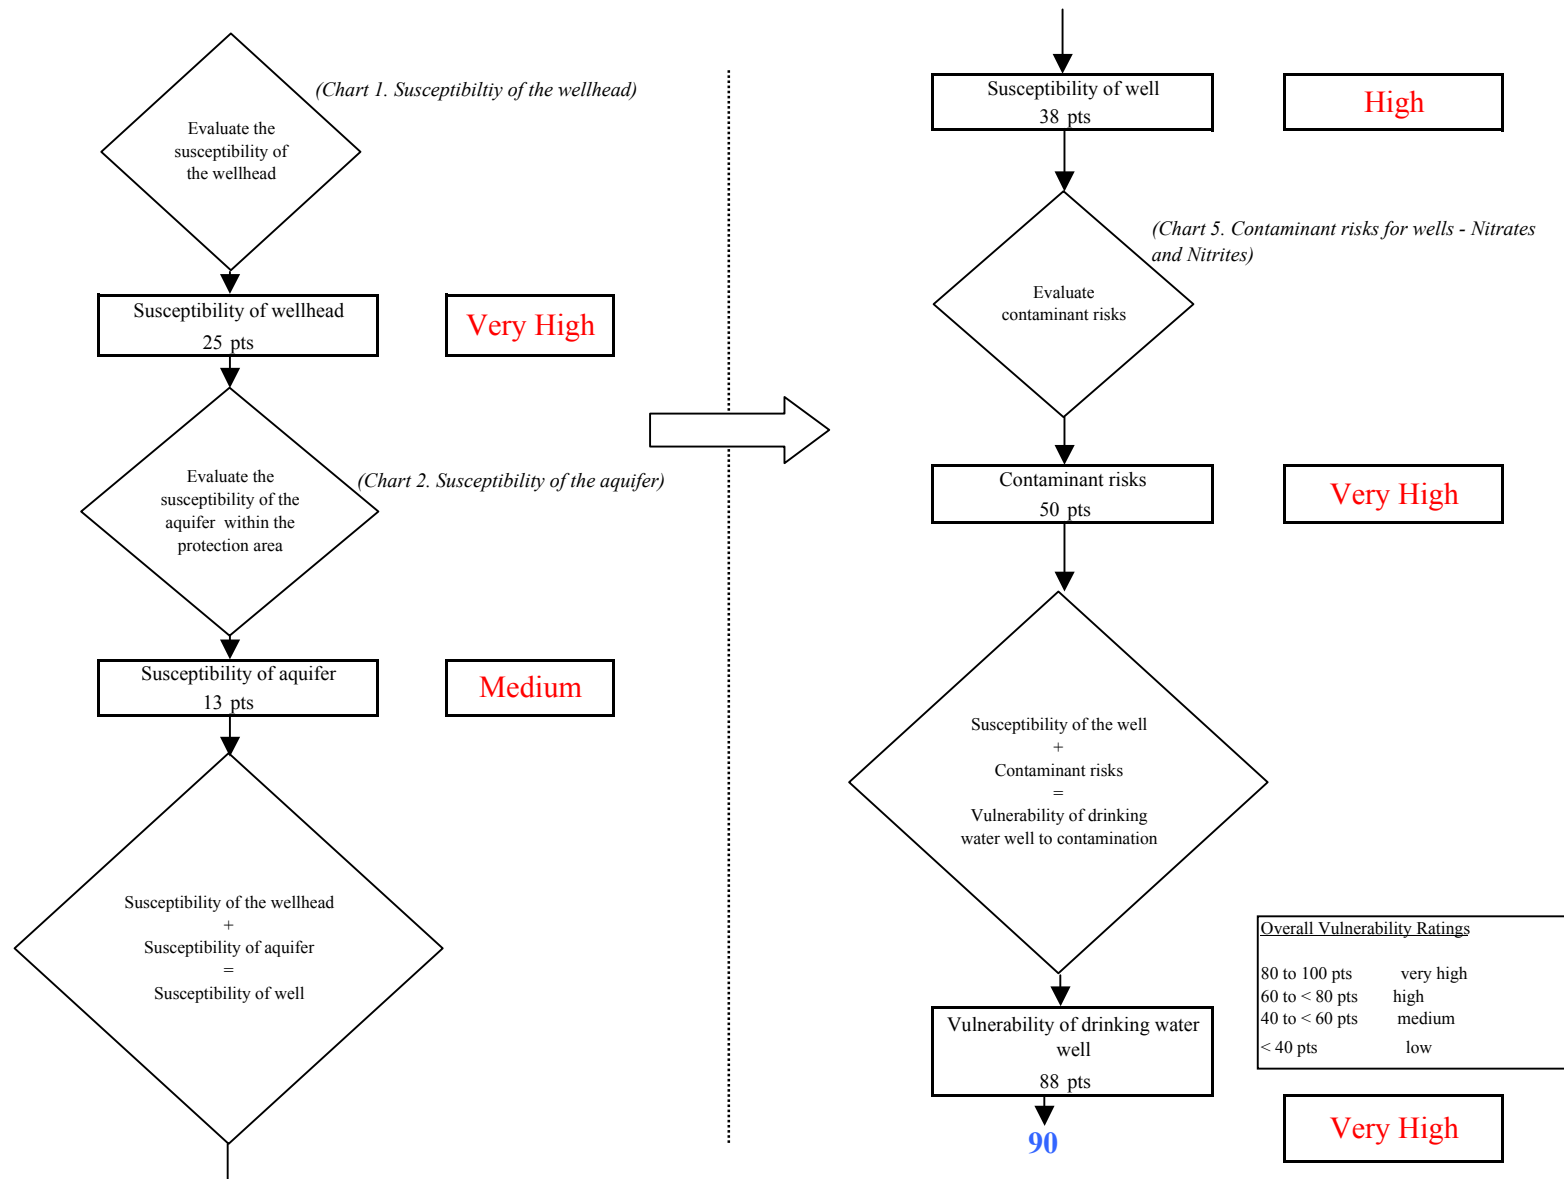 (Chart 1. Susceptibiltiy of the wellhead)
Evaluate the
susceptibility of
the wellhead
Susceptibility of wellhead
25 pts
Very High
Evaluate the
susceptibility of the
aquifer within the
protection area
(Chart 2. Susceptibility of the aquifer)
Susceptibility of aquifer
13 pts
Medium
Susceptibility of the wellhead
+
Susceptibility of aquifer
=
Susceptibility of well
Susceptibility of well
38 pts
High
(Chart 5. Contaminant risks for wells - Nitrates
and Nitrites)
Evaluate
contaminant risks
Contaminant risks
50 pts
Very High
Susceptibility of the well
+
Contaminant risks
=
Vulnerability of drinking
water well to contamination
Overall Vulnerability Ratings
80 to 100 pts very high
60 to < 80 pts high
40 to < 60 pts medium
< 40 pts low
Vulnerability of drinking water
well
88 pts
90
Very High